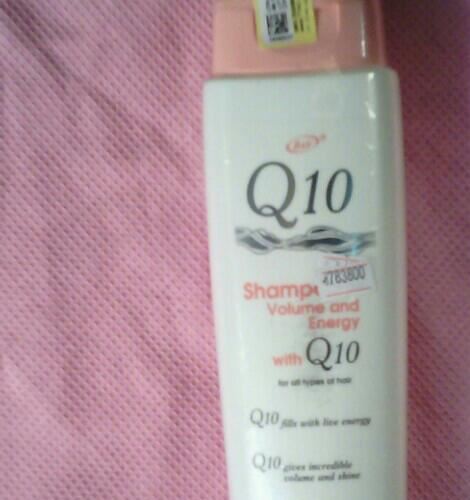 Q10
Shamp
Volume and
Energy
with Q10
for all types of hair
Q10 fills with live energy
Q10 gives incredible
volume and shine